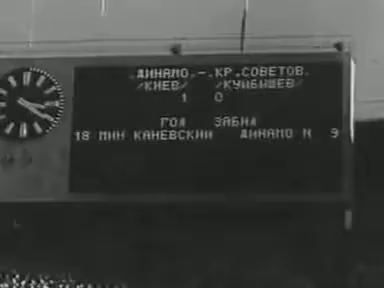 ДИНАМО.-.КР.СОВЕТОВ.
/КИЕВ/ /КУЙБЫШЕВ/
1 0
ГОЛ ЗАБИЛ
18 МИН КАНЕВСКИЙ ДИНАМО N 9